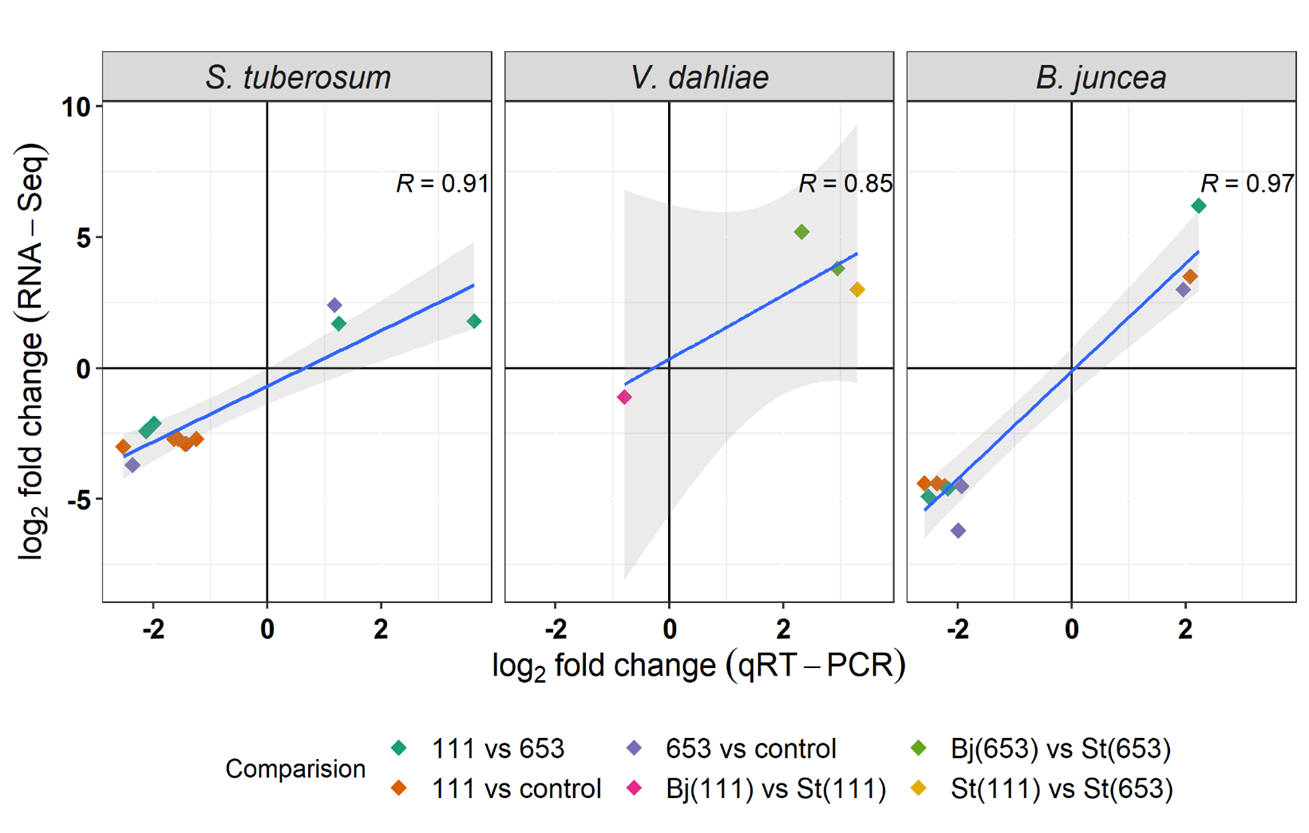 S. tuberosum V. dahliae B. juncea
10
R = 0.91 R = 0.85 R = 0.97
5
0
-5
log2 fold change (RNA – Seq)
-2 0 2 -2 0 2 -2 0 2
log2 fold change (qRT – PCR)
Comparision
111 vs 653 653 vs control Bj(653) vs St(653)
111 vs control Bj(111) vs St(111) St(111) vs St(653)